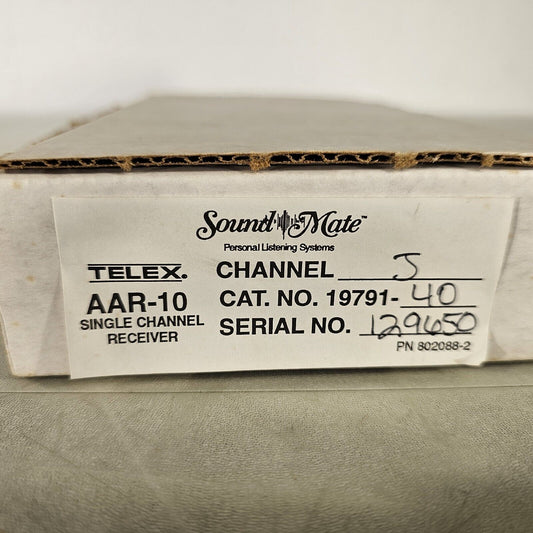 Sound Mate™
Personal Listening Systems
TELEX.
AAR-10
SINGLE CHANNEL
RECEIVER
CHANNEL J
CAT. NO. 19791-40
SERIAL NO. 129650
PN 802088-2